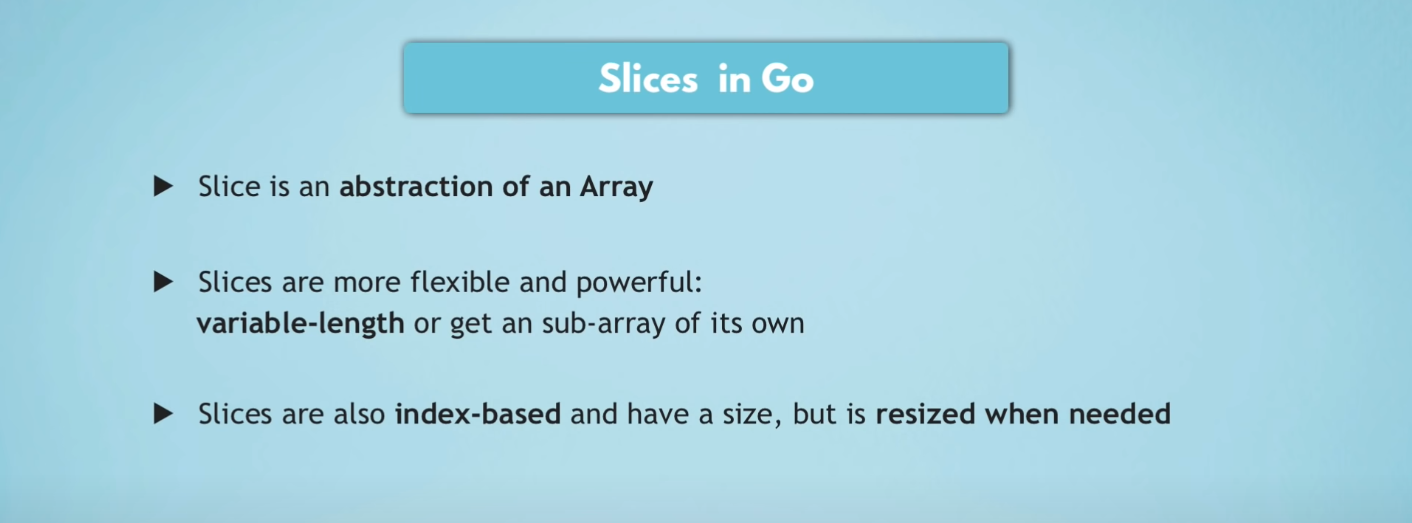 Slices in Go
Slice is an abstraction of an Array
Slices are more flexible and powerful:
variable-length or get an sub-array of its own
Slices are also index-based and have a size, but is resized when needed